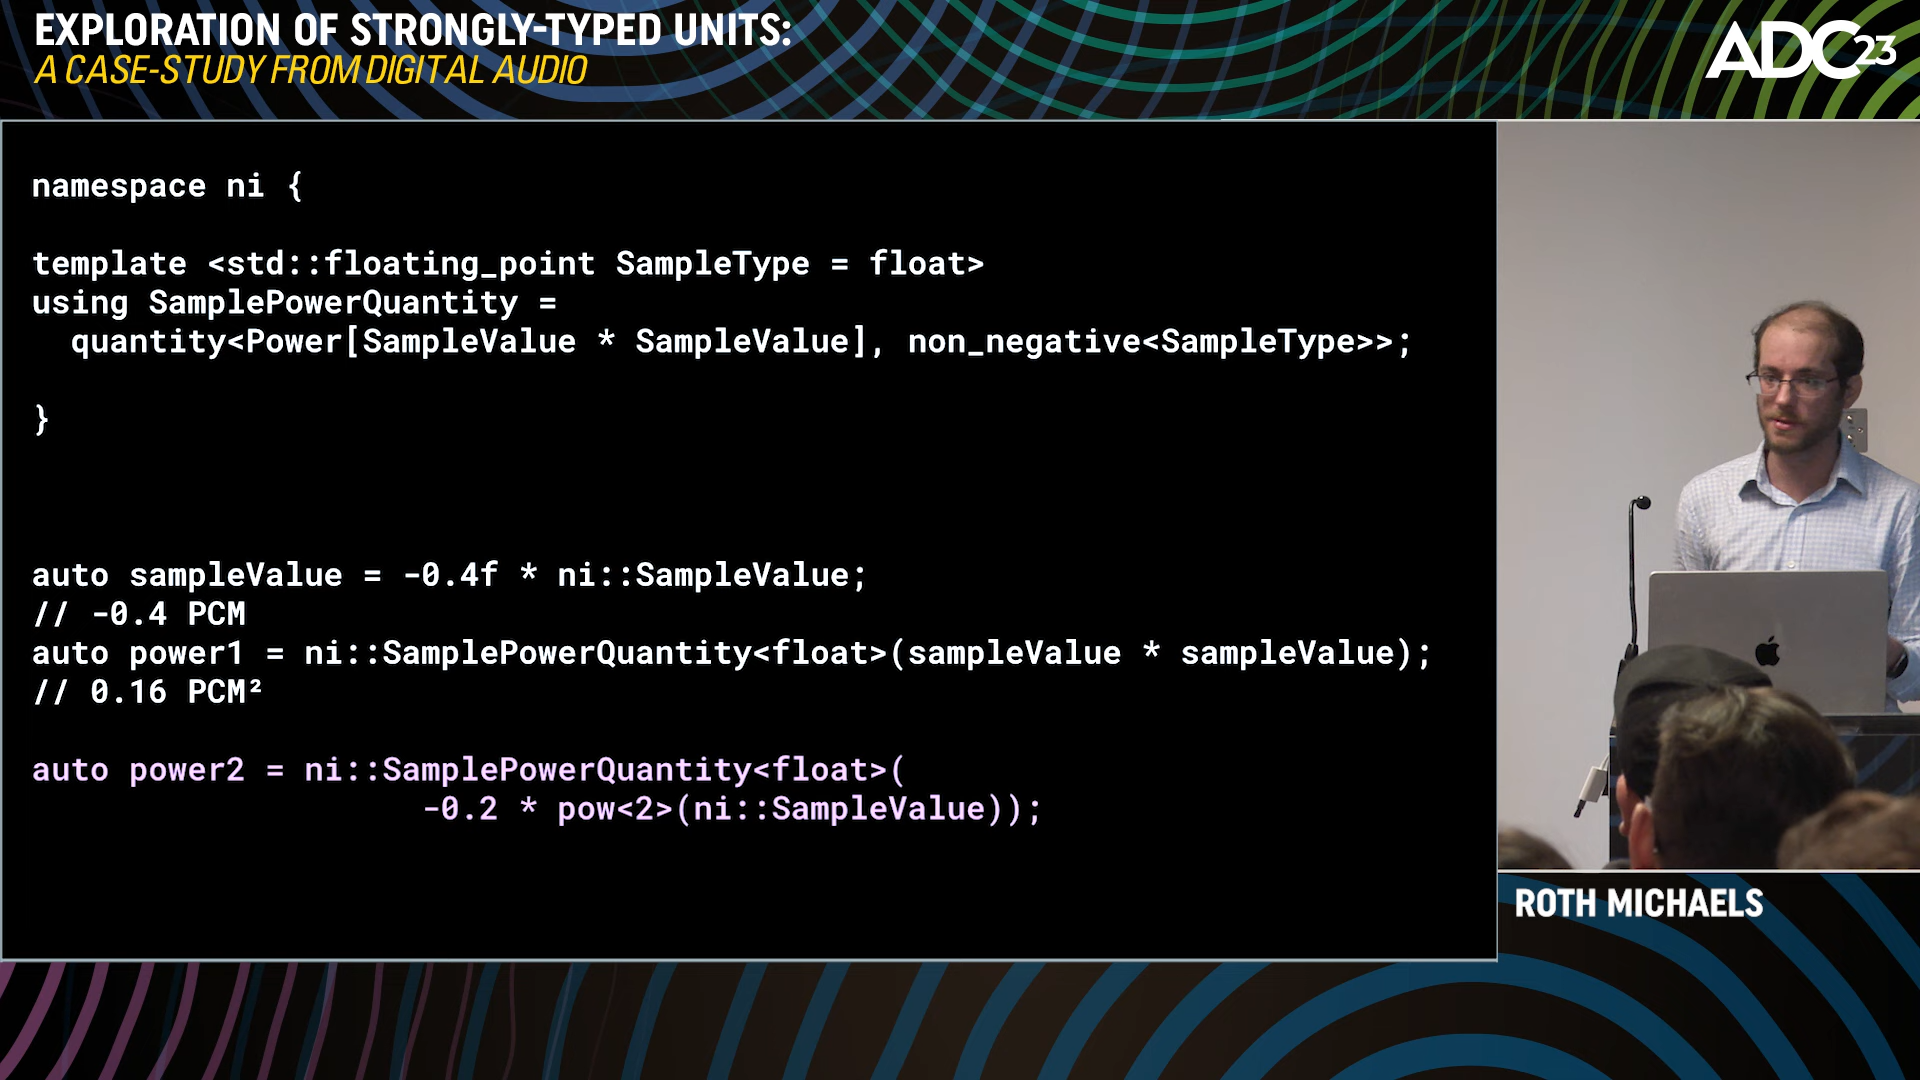 EXPLORATION OF STRONGLY-TYPED UNITS:
A CASE-STUDY FROM DIGITAL AUDIO
ADC23
namespace ni {
template <std::floating_point SampleType = float>
using SamplePowerQuantity =
  quantity<Power[SampleValue * SampleValue], non_negative<SampleType>>;
}
auto sampleValue = -0.4f * ni::SampleValue;
// -0.4 PCM
auto power1 = ni::SamplePowerQuantity<float>(sampleValue * sampleValue);
// 0.16 PCM²
auto power2 = ni::SamplePowerQuantity<float>(
                    -0.2 * pow<2>(ni::SampleValue));
ROTH MICHAELS